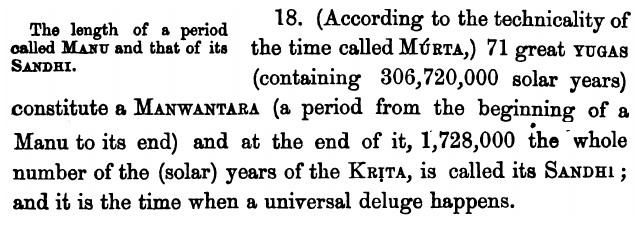 The length of a period
called MANU and that of its
SANDHI.
18. (According to the technicality of
the time called MÚRTA,) 71 great YUGAS
(containing 306,720,000 solar years)
constitute a MANWANTARA (a period from the beginning of a
Manu to its end) and at the end of it, 1,728,000 the whole
number of the (solar) years of the KṚITA, is called its SANDHI ;
and it is the time when a universal deluge happens.